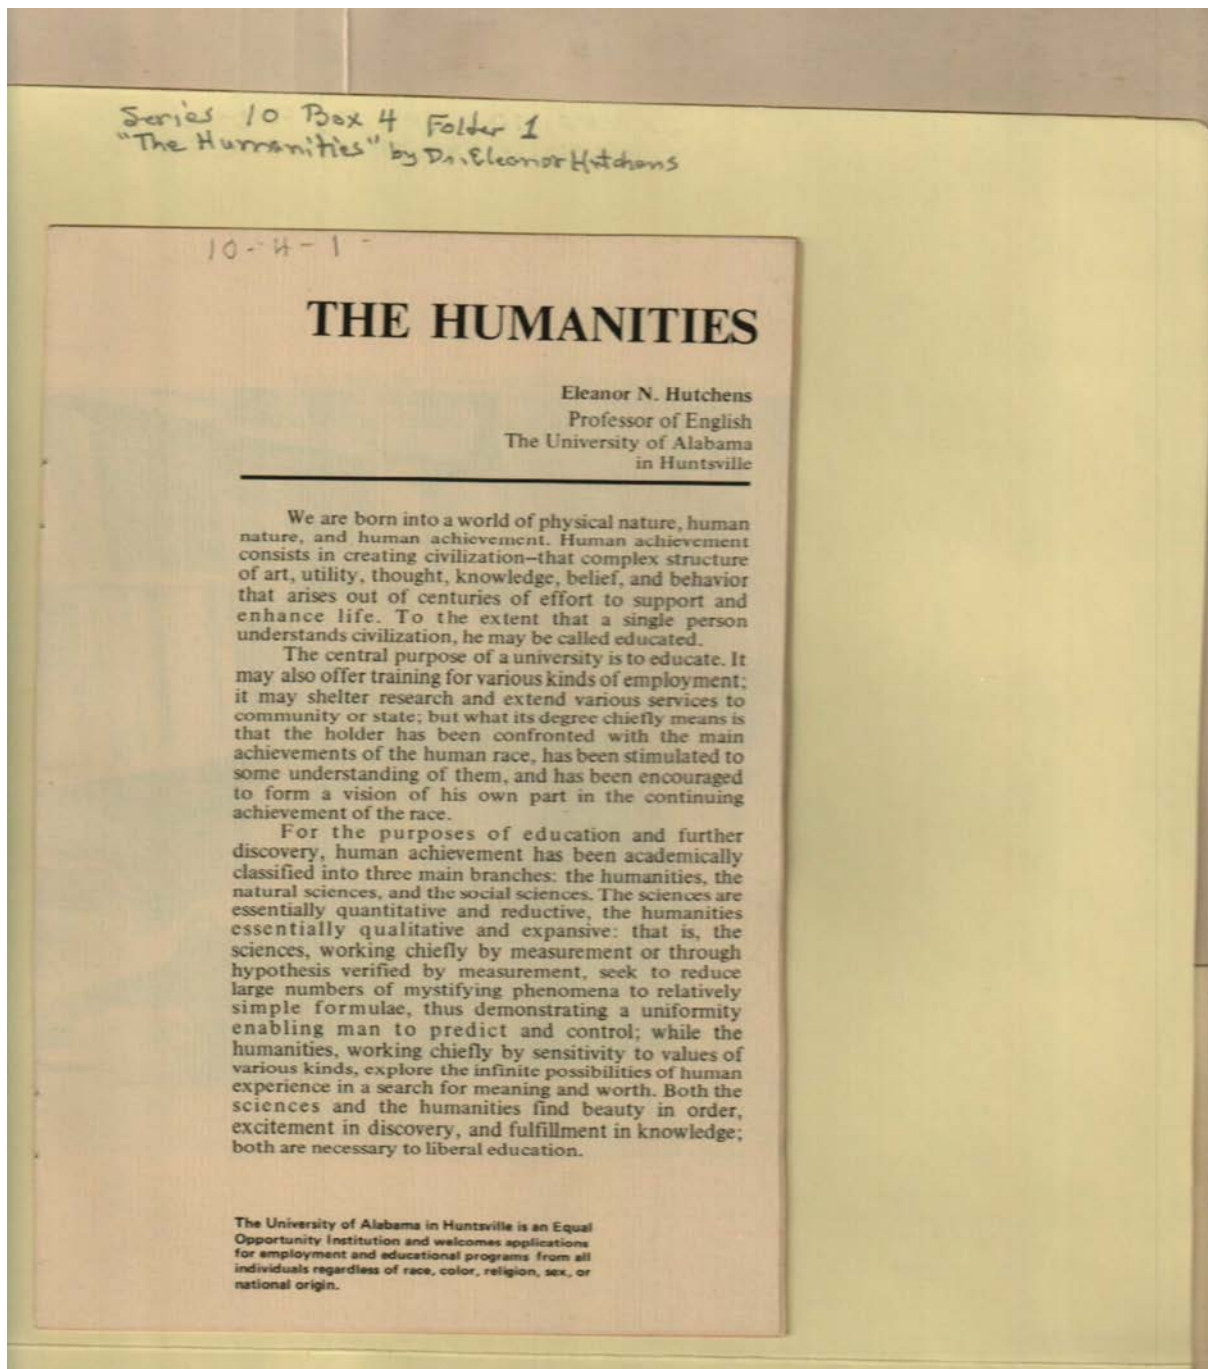 Series 10 Box 4 Folder 1
"The Humanities" by Dr. Eleanor Hutchens
10-4-1-
THE HUMANITIES
Eleanor N. Hutchens
Professor of English
The University of Alabama
in Huntsville
We are born into a world of physical nature, human
nature, and human achievement. Human achievement
consists in creating civilization—that complex structure
of art, utility, thought, knowledge, belief, and behavior
that arises out of centuries of effort to support and
enhance life. To the extent that a single person
understands civilization, he may be called educated.
The central purpose of a university is to educate. It
may also offer training for various kinds of employment;
it may shelter research and extend various services to
community or state; but what its degree chiefly means is
that the holder has been confronted with the main
achievements of the human race, has been stimulated to
some understanding of them, and has been encouraged
to form a vision of his own part in the continuing
achievement of the race.
For the purposes of education and further
discovery, human achievement has been academically
classified into three main branches: the humanities, the
natural sciences, and the social sciences. The sciences are
essentially quantitative and reductive, the humanities
essentially qualitative and expansive: that is, the
sciences, working chiefly by measurement or through
hypothesis verified by measurement, seek to reduce
large numbers of mystifying phenomena to relatively
simple formulae, thus demonstrating a uniformity
enabling man to predict and control; while the
humanities, working chiefly by sensitivity to values of
various kinds, explore the infinite possibilities of human
experience in a search for meaning and worth. Both the
sciences and the humanities find beauty in order,
excitement in discovery, and fulfillment in knowledge;
both are necessary to liberal education.
The University of Alabama in Huntsville is an Equal
Opportunity Institution and welcomes applications
for employment and educational programs from all
individuals regardless of race, color, religion, sex, or
national origin.